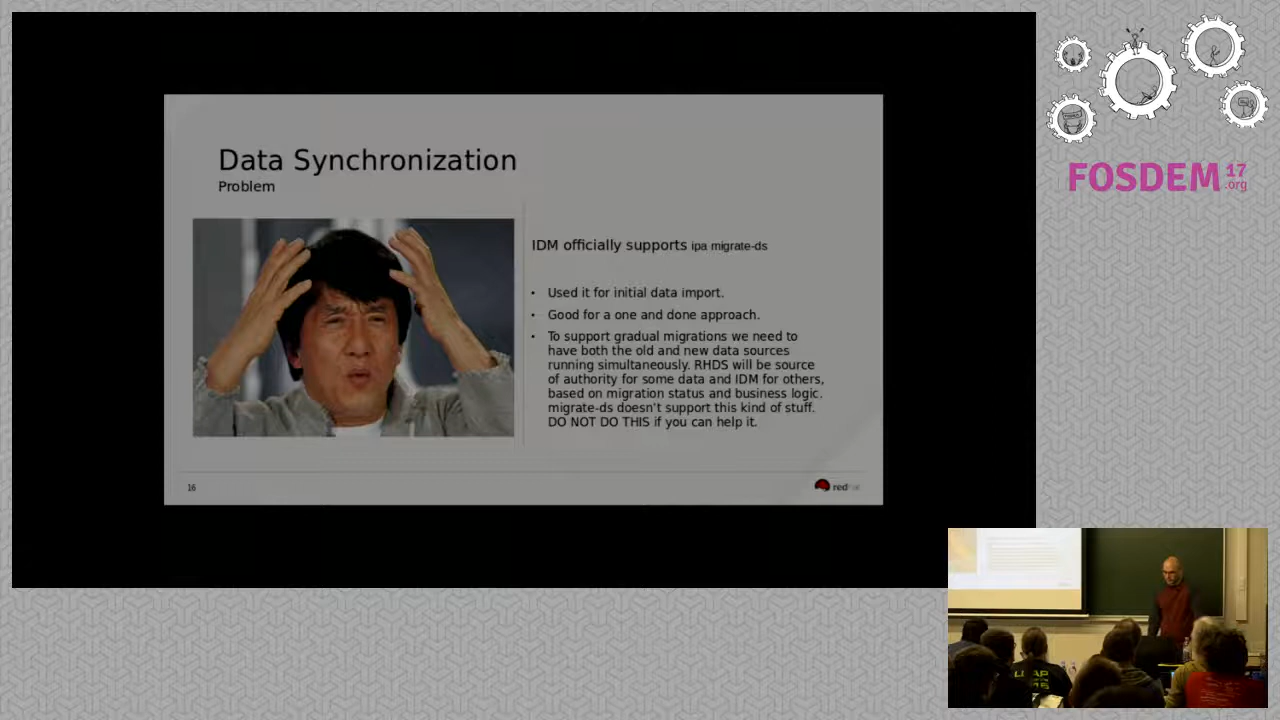 Data Synchronization
Problem
IDM officially supports ipa migrate-ds
• Used it for initial data import.
• Good for a one and done approach.
• To support gradual migrations we need to
have both the old and new data sources
running simultaneously. RHDS will be source
of authority for some data and IDM for others,
based on migration status and business logic.
migrate-ds doesn't support this kind of stuff.
DO NOT DO THIS if you can help it.
16
red
FOSDEM 17
.org